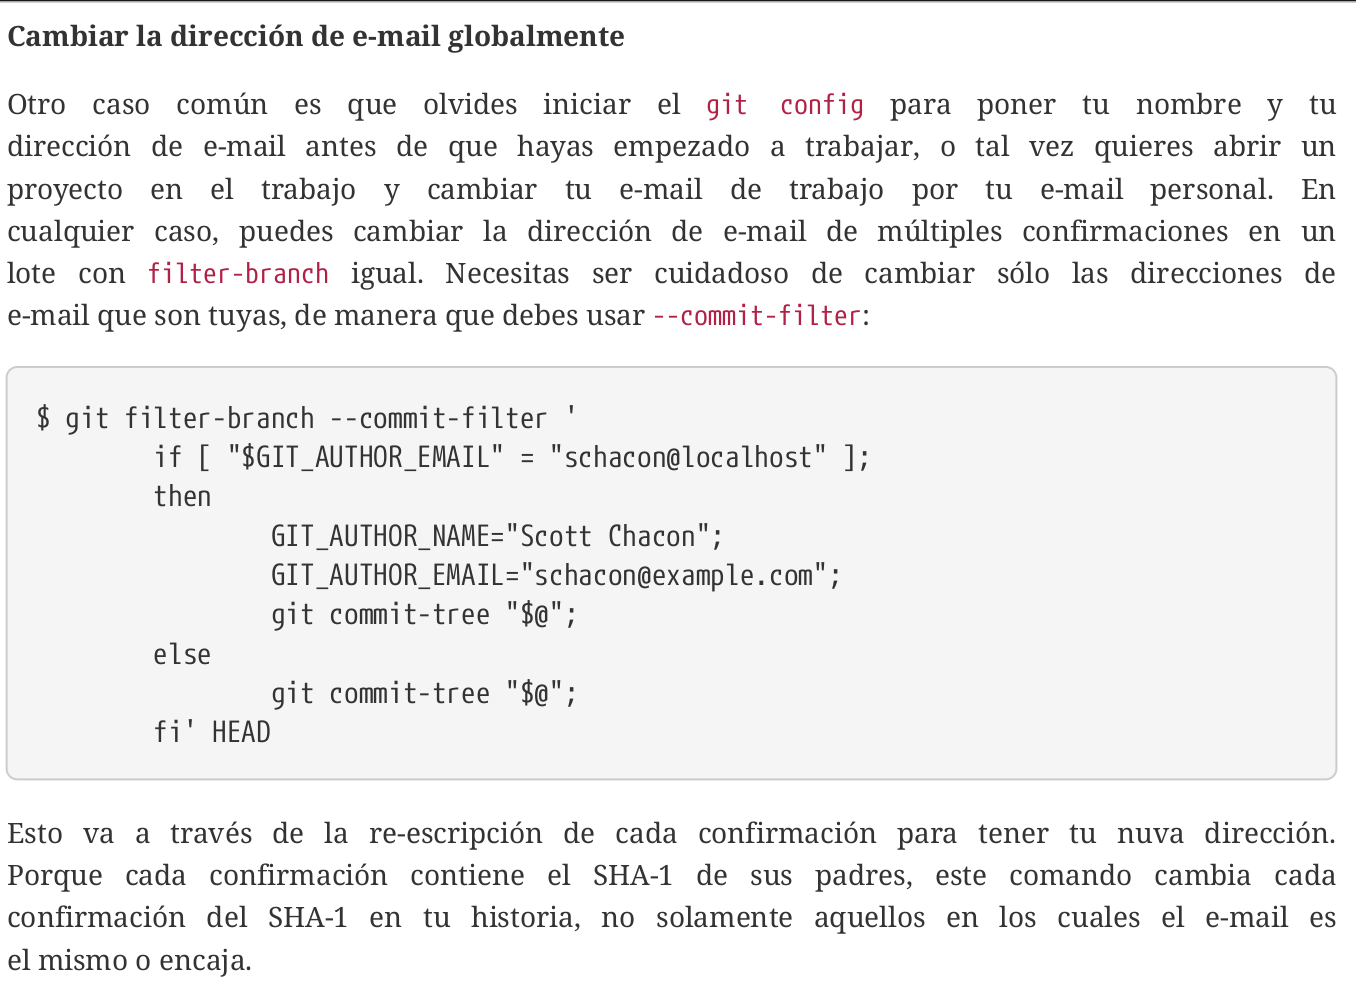 Cambiar la dirección de e-mail globalmente
Otro caso común es que olvides iniciar el git config para poner tu nombre y tu
dirección de e-mail antes de que hayas empezado a trabajar, o tal vez quieres abrir un
proyecto en el trabajo y cambiar tu e-mail de trabajo por tu e-mail personal. En
cualquier caso, puedes cambiar la dirección de e-mail de múltiples confirmaciones en un
lote con filter-branch igual. Necesitas ser cuidadoso de cambiar sólo las direcciones de
e-mail que son tuyas, de manera que debes usar --commit-filter:
$ git filter-branch --commit-filter '
        if [ "$GIT_AUTHOR_EMAIL" = "schacon@localhost" ];
        then
                GIT_AUTHOR_NAME="Scott Chacon";
                GIT_AUTHOR_EMAIL="schacon@example.com";
                git commit-tree "$@";
        else
                git commit-tree "$@";
        fi' HEAD
Esto va a través de la re-escripción de cada confirmación para tener tu nuva dirección.
Porque cada confirmación contiene el SHA-1 de sus padres, este comando cambia cada
confirmación del SHA-1 en tu historia, no solamente aquellos en los cuales el e-mail es
el mismo o encaja.